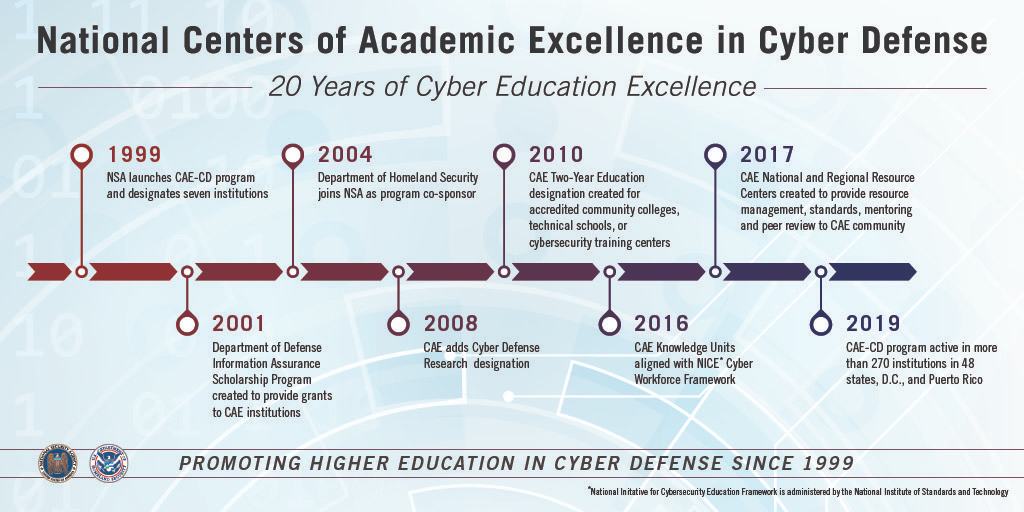 National Centers of Academic Excellence in Cyber Defense
20 Years of Cyber Education Excellence
1999
NSA launches CAE-CD program
and designates seven institutions
2004
Department of Homeland Security
joins NSA as program co-sponsor
2010
CAE Two-Year Education
designation created for
accredited community colleges,
technical schools, or
cybersecurity training centers
2017
CAE National and Regional Resource
Centers created to provide resource
management, standards, mentoring
and peer review to CAE community
2001
Department of Defense
Information Assurance
Scholarship Program
created to provide grants
to CAE institutions
2008
CAE adds Cyber Defense
Research designation
2016
CAE Knowledge Units
aligned with NICE* Cyber
Workforce Framework
2019
CAE-CD program active in more
than 270 institutions in 48
states, D.C., and Puerto Rico
PROMOTING HIGHER EDUCATION IN CYBER DEFENSE SINCE 1999
*National Initative for Cybersecurity Education Framework is administered by the National Institute of Standards and Technology